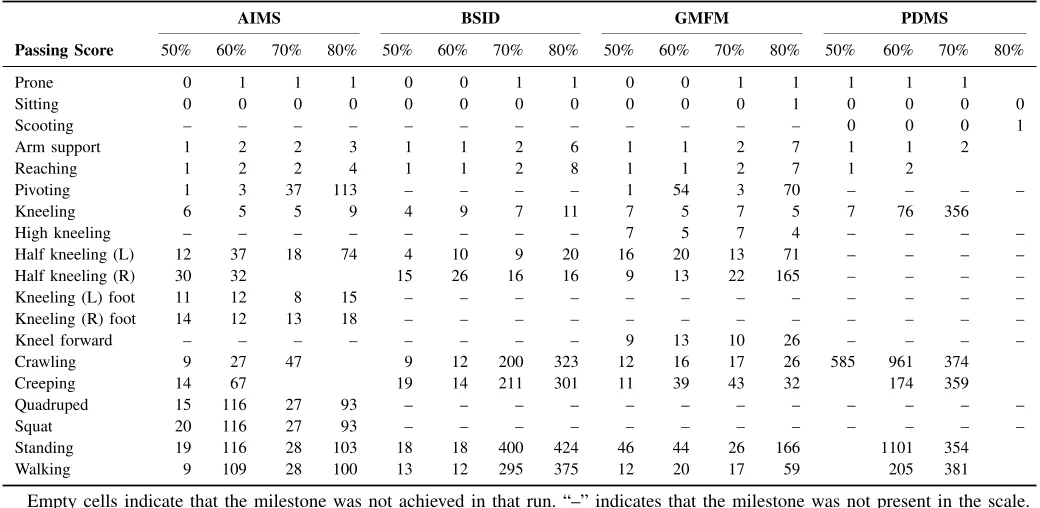 AIMS BSID GMFM PDMS
Passing Score 50% 60% 70% 80% 50% 60% 70% 80% 50% 60% 70% 80% 50% 60% 70% 80%
Prone 0 1 1 1 0 0 1 1 0 0 1 1 1 1 1
Sitting 0 0 0 0 0 0 0 0 0 0 0 1 0 0 0 0
Scooting – – – – – – – – – – – – 0 0 0 1
Arm support 1 2 2 3 1 1 2 6 1 1 2 7 1 1 2
Reaching 1 2 2 4 1 1 2 8 1 1 2 7 1 2
Pivoting 1 3 37 113 – – – – 1 54 3 70 – – – –
Kneeling 6 5 5 9 4 9 7 11 7 5 7 5 7 76 356
High kneeling – – – – – – – – 7 5 7 4 – – – –
Half kneeling (L) 12 37 18 74 4 10 9 20 16 20 13 71 – – – –
Half kneeling (R) 30 32 15 26 16 16 9 13 22 165 – – – –
Kneeling (L) foot 11 12 8 15 – – – – – – – – – – – –
Kneeling (R) foot 14 12 13 18 – – – – – – – – – – – –
Kneel forward – – – – – – – – 9 13 10 26 – – – –
Crawling 9 27 47 9 12 200 323 12 16 17 26 585 961 374
Creeping 14 67 19 14 211 301 11 39 43 32 174 359
Quadruped 15 116 27 93 – – – – – – – – – – – –
Squat 20 116 27 93 – – – – – – – – – – – –
Standing 19 116 28 103 18 18 400 424 46 44 26 166 1101 354
Walking 9 109 28 100 13 12 295 375 12 20 17 59 205 381
Empty cells indicate that the milestone was not achieved in that run. “–” indicates that the milestone was not present in the scale.